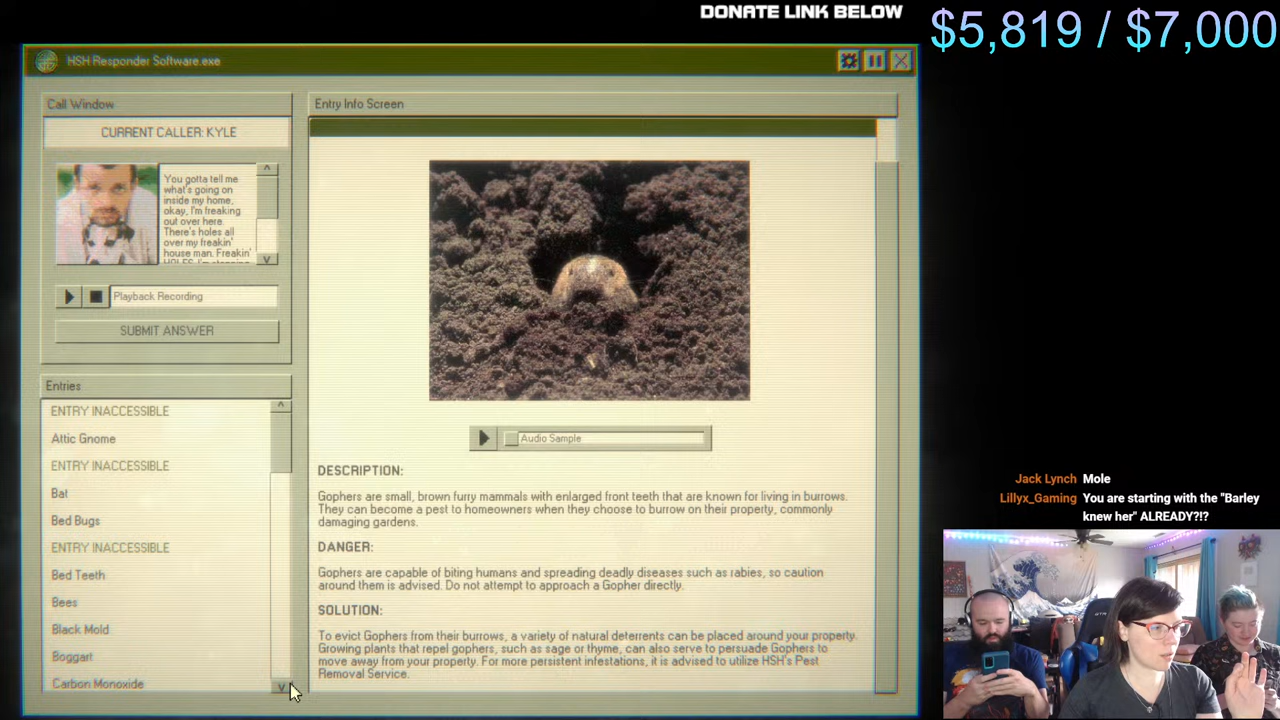 DONATE LINK BELOW
$5,819 / $7,000
HSH Responder Software.exe
Call Window
CURRENT CALLER: KYLE
You gotta tell me
what's going on
inside my home,
okay, I'm freaking
out over here.
There's holes all
over my freakin'
house man. Freakin'
Playback Recording
SUBMIT ANSWER
Entries
ENTRY INACCESSIBLE
Attic Gnome
ENTRY INACCESSIBLE
Bat
Bed Bugs
ENTRY INACCESSIBLE
Bed Teeth
Bees
Black Mold
Boggart
Carbon Monoxide
Entry Info Screen
Audio Sample
DESCRIPTION:
Gophers are small, brown furry mammals with enlarged front teeth that are known for living in burrows.
They can become a pest to homeowners when they choose to burrow on their property, commonly
damaging gardens.
DANGER:
Gophers are capable of biting humans and spreading deadly diseases such as rabies, so caution
around them is advised. Do not attempt to approach a Gopher directly.
SOLUTION:
To evict Gophers from their burrows, a variety of natural deterrents can be placed around your property.
Growing plants that repel gophers, such as sage or thyme, can also serve to persuade Gophers to
move away from your property. For more persistent infestations, it is advised to utilize HSH's Pest
Removal Service.
Jack Lynch Mole
Lillyx_Gaming You are starting with the "Barley
knew her" ALREADY?!?